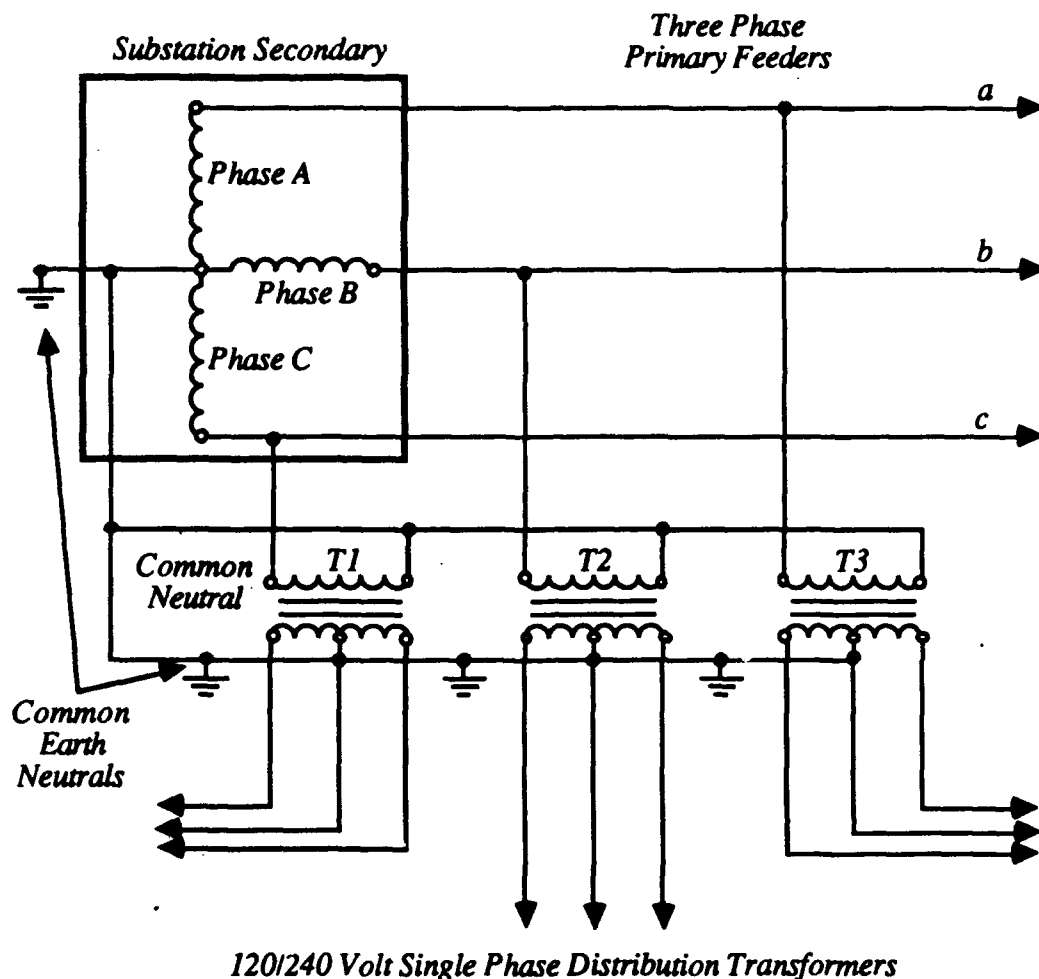 Substation Secondary
Three Phase
Primary Feeders
a
Phase A
b
Phase B
Phase C
c
Common
Neutral
T1
T2
T3
Common
Earth
Neutrals
120/240 Volt Single Phase Distribution Transformers